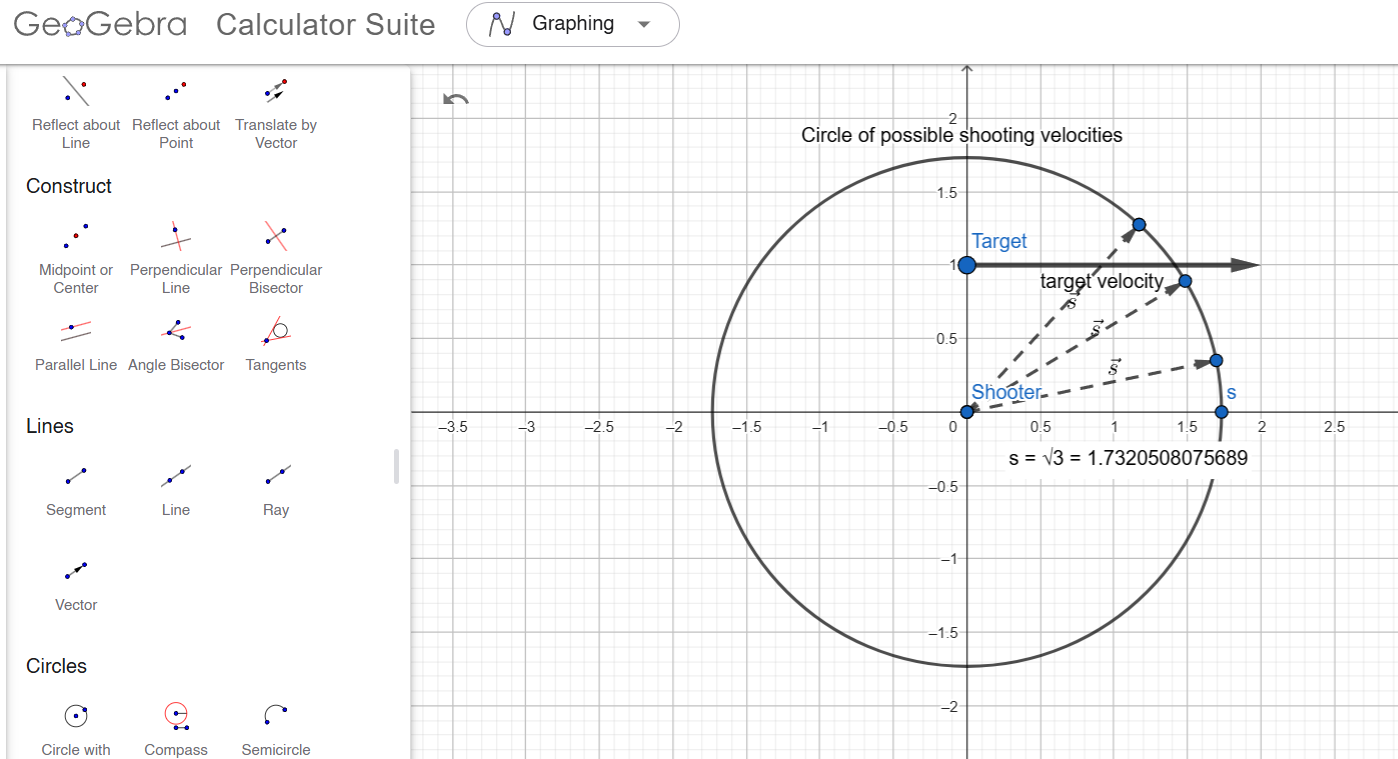 GeoGebra Calculator Suite Graphing
Reflect about Line
Reflect about Point
Translate by Vector
Construct
Midpoint or Center
Perpendicular Line
Perpendicular Bisector
Parallel Line
Angle Bisector
Tangents
Lines
Segment
Line
Ray
Vector
Circles
Circle with
Compass
Semicircle
2
Circle of possible shooting velocities
1.5
Target
1
target velocity
s⃗
s⃗
0.5
s⃗
Shooter
s
–3.5 –3 –2.5 –2 –1.5 –1 –0.5 0 0.5 1 1.5 2 2.5
s = √3 = 1.7320508075689
–0.5
–1
–1.5
–2